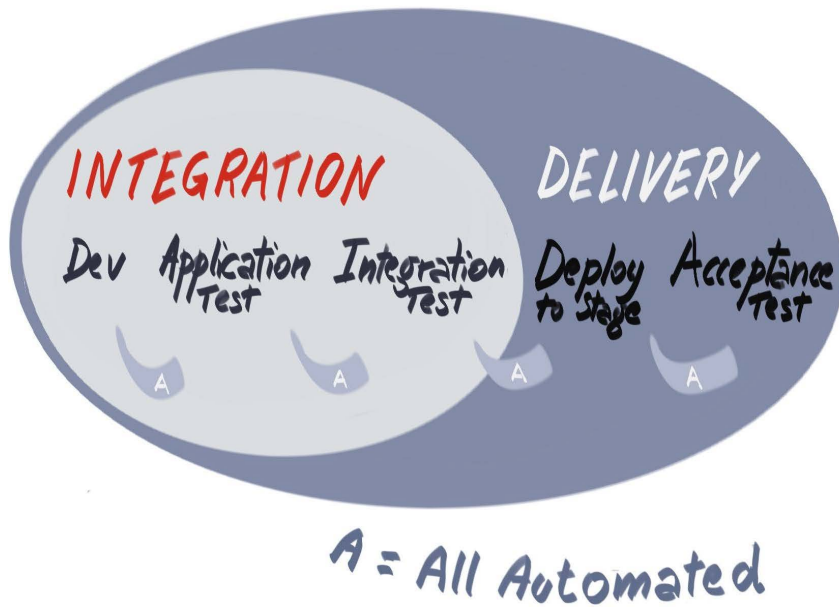 INTEGRATION
DELIVERY
Dev Application Test
Integration Test
Deploy to Stage
Acceptance Test
A
A
A
A
A = All Automated